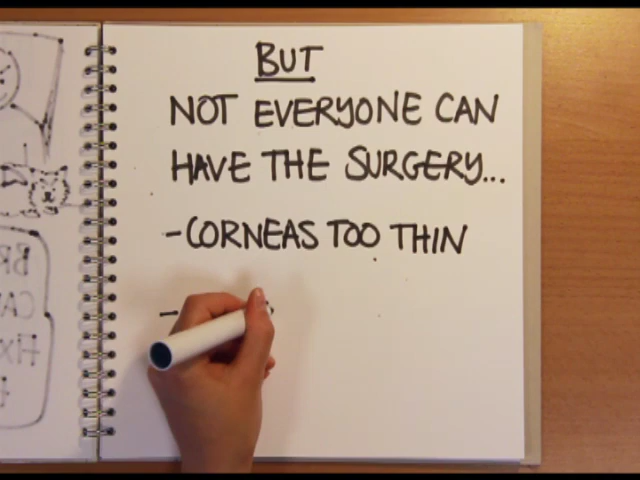 BUT
NOT EVERYONE CAN
HAVE THE SURGERY...
-CORNEAS TOO THIN
-